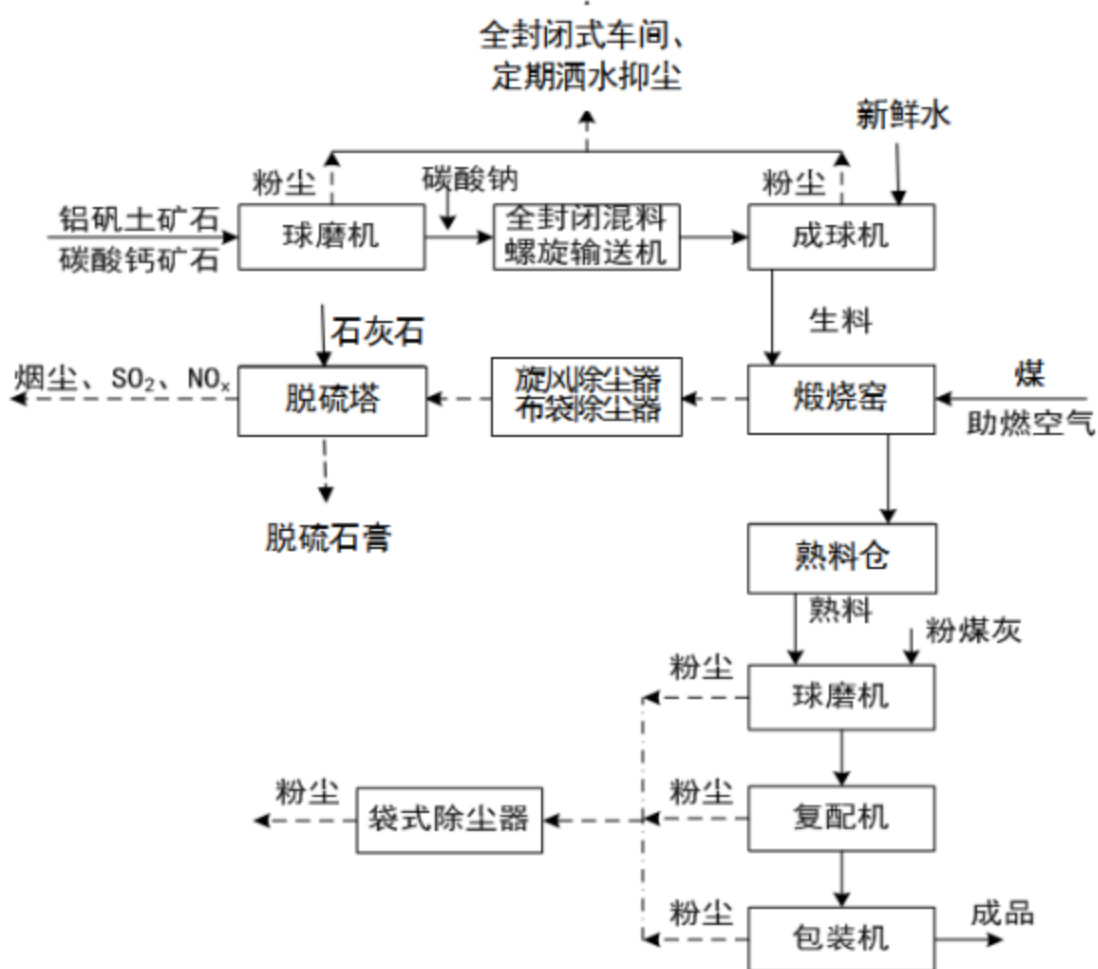 全封闭式车间、
定期洒水抑尘
新鲜水
粉尘
碳酸钠
粉尘
铝矾土矿石
碳酸钙矿石
球磨机
全封闭混料
螺旋输送机
成球机
石灰石
生料
烟尘、SO₂、NOₓ
脱硫塔
旋风除尘器
布袋除尘器
煅烧窑
煤
助燃空气
脱硫石膏
熟料仓
熟料
粉煤灰
粉尘
球磨机
粉尘
袋式除尘器
粉尘
复配机
粉尘
包装机
成品